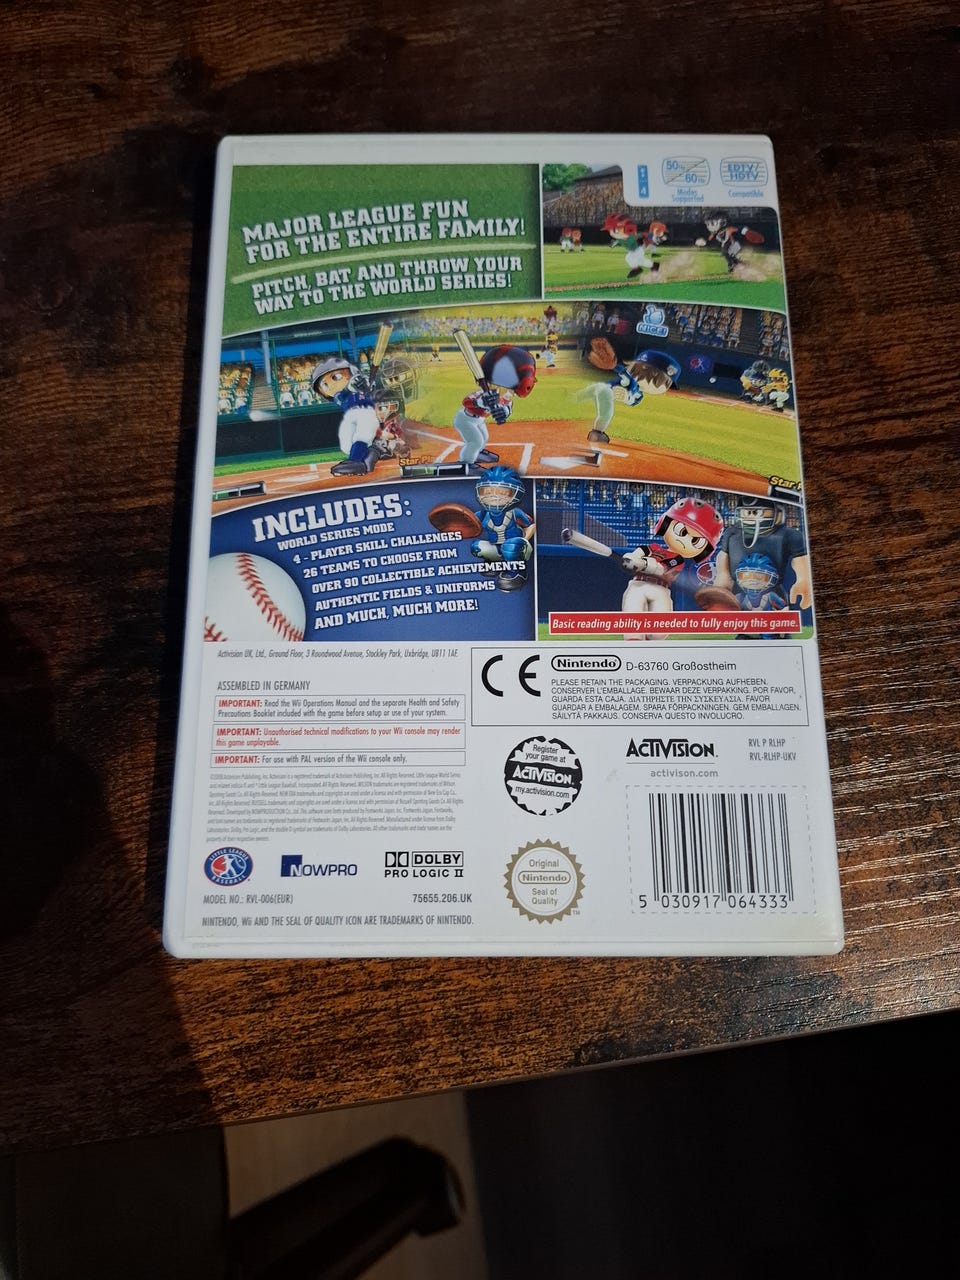 MAJOR LEAGUE FUN
FOR THE ENTIRE FAMILY!
PITCH, BAT AND THROW YOUR
WAY TO THE WORLD SERIES!
1-4
50Hz
60Hz
Modes
Supported
EDTV/
HDTV
Compatible
NICE!
INCLUDES:
WORLD SERIES MODE
4 - PLAYER SKILL CHALLENGES
26 TEAMS TO CHOOSE FROM
OVER 90 COLLECTIBLE ACHIEVEMENTS
AUTHENTIC FIELDS & UNIFORMS
AND MUCH, MUCH MORE!
Basic reading ability is needed to fully enjoy this game.
Activision UK, Ltd., Ground Floor, 3 Roundwood Avenue, Stockley Park, Uxbridge, UB11 1AF.
ASSEMBLED IN GERMANY
IMPORTANT: Read the Wii Operations Manual and the separate Health and Safety
Precautions Booklet included with the game before setup or use of your system.
IMPORTANT: Unauthorised technical modifications to your Wii console may render
this game unplayable.
IMPORTANT: For use with PAL version of the Wii console only.
CE
Nintendo D-63760 Großostheim
PLEASE RETAIN THE PACKAGING. VERPACKUNG AUFHEBEN.
CONSERVER L'EMBALLAGE. BEWAAR DEZE VERPAKKING. POR FAVOR,
GUARDA ESTA CAJA. ΔΙΑΤΗΡΗΣΤΕ ΤΗΝ ΣΥΣΚΕΥΑΣΙΑ. FAVOR
GUARDAR A EMBALAGEM. SPARA FÖRPACKNINGEN. GEM EMBALLAGEN.
SÄILYTÄ PAKKAUS. CONSERVA QUESTO INVOLUCRO.
Register
your game at
ACTIVISION.
my.activision.com
ACTIVISION.
activison.com
RVL P RLHP
RVL-RLHP-UKV
LITTLE LEAGUE
BASEBALL
NOWPRO
DOLBY
PRO LOGIC II
Original
Nintendo
Seal of
Quality
TM
5 030917 064333
MODEL NO.: RVL-006(EUR)
75655.206.UK
NINTENDO, Wii AND THE SEAL OF QUALITY ICON ARE TRADEMARKS OF NINTENDO.